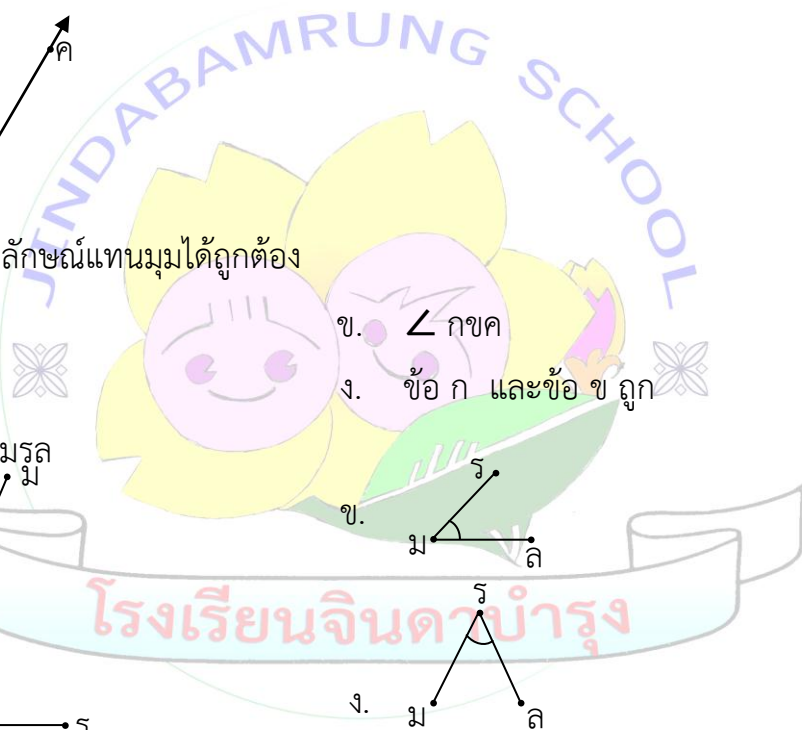 ค
JINDABAMRUNG SCHOOL
ลักษณ์แทนมุมได้ถูกต้อง
ข. ∠ กขค
ง. ข้อ ก และข้อ ข ถูก
มรล
ม
ร
ข.
ม ล
โรงเรียนจินดาบำรุง
ร
ง. ม ล
ร